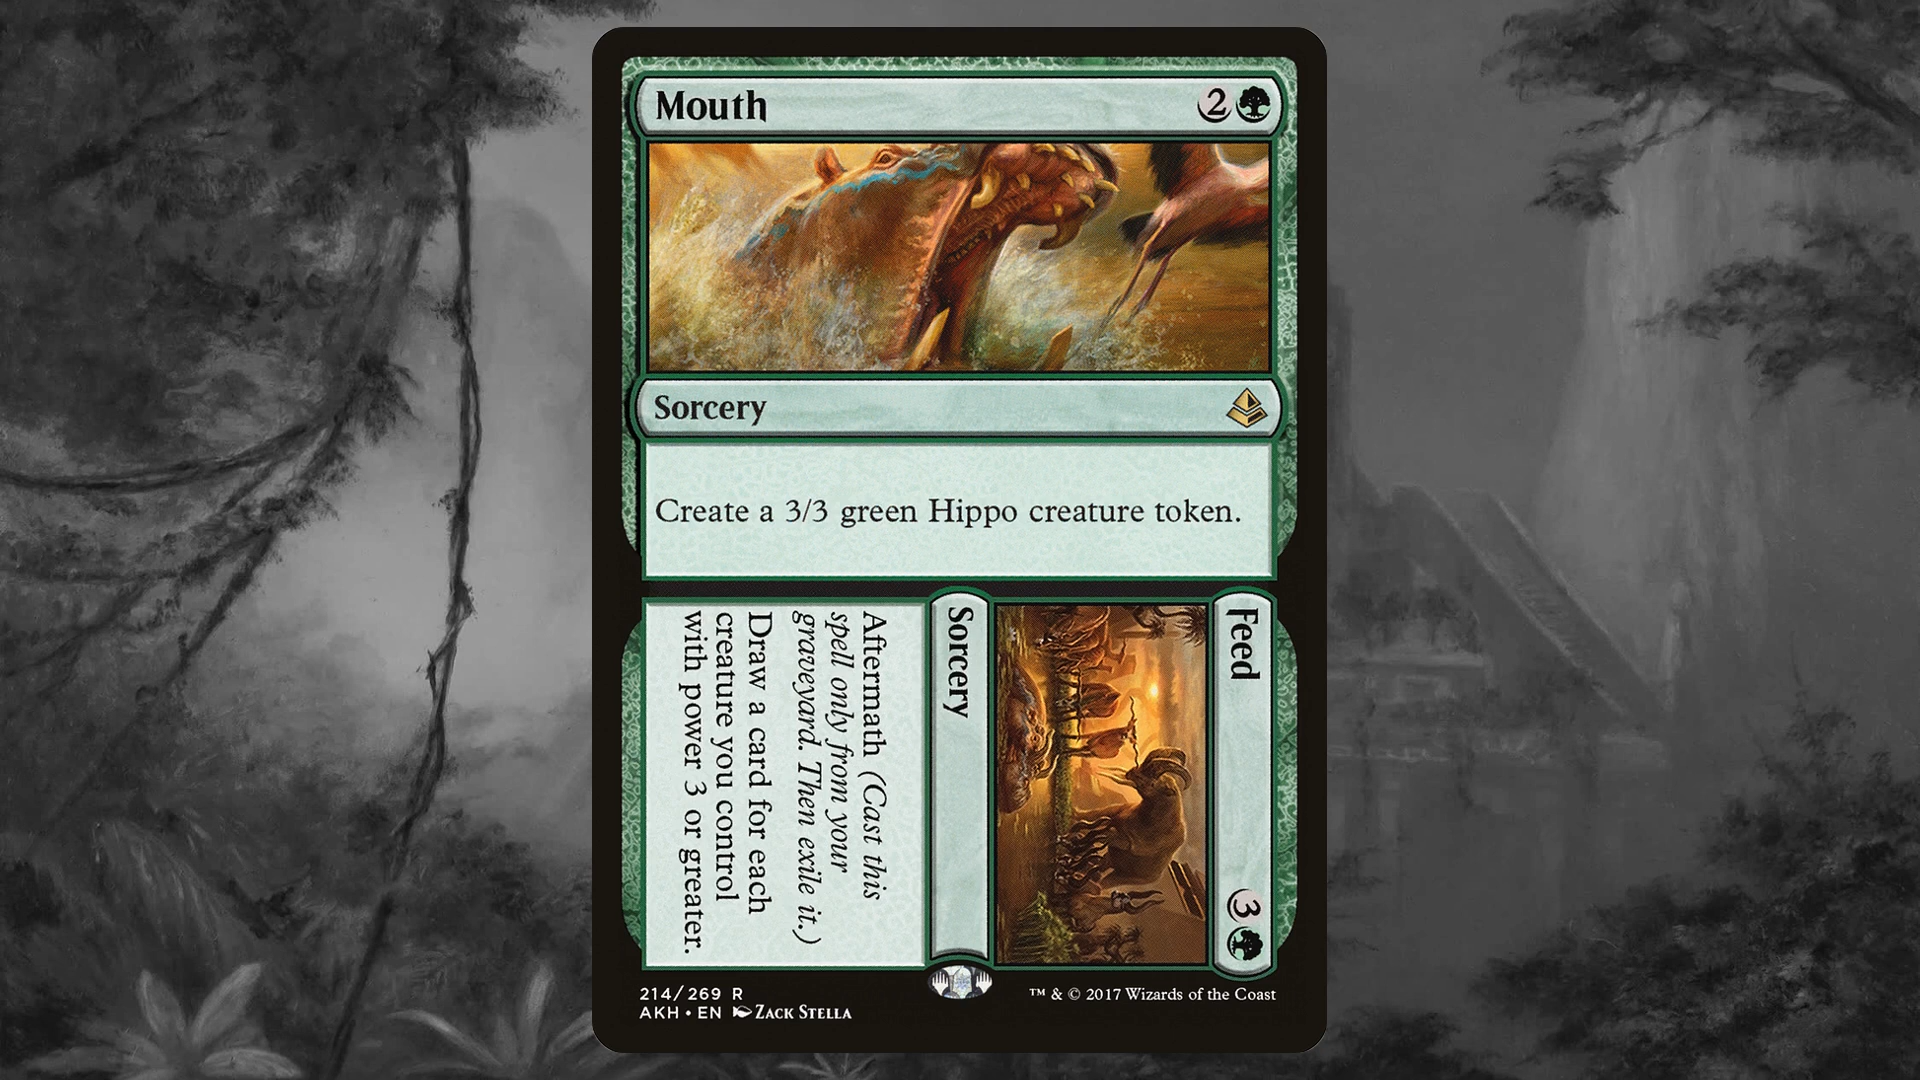 Mouth
2
Sorcery
Create a 3/3 green Hippo creature token.
Feed
3
Sorcery
Aftermath (Cast this
spell only from your
graveyard. Then exile it.)
Draw a card for each
creature you control
with power 3 or greater.
214/269 R
AKH • EN ZACK STELLA
™ & © 2017 Wizards of the Coast